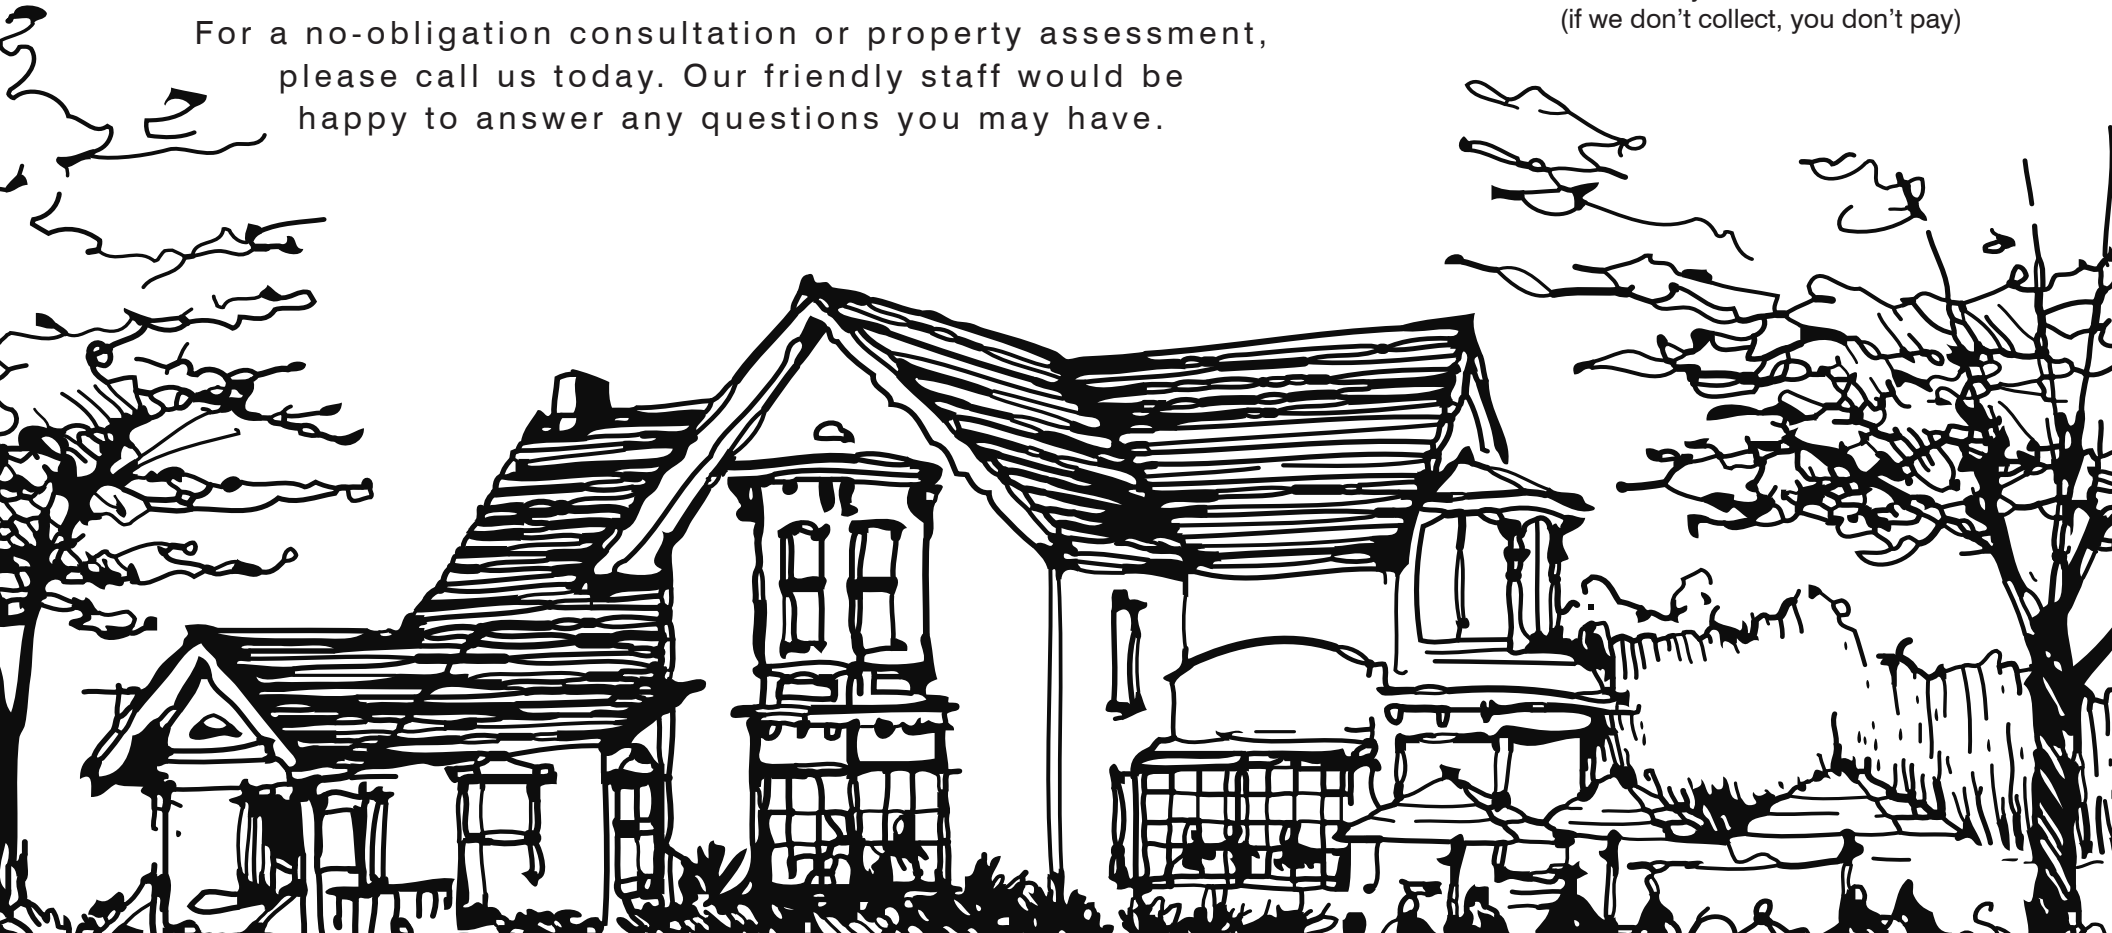 For a no-obligation consultation or property assessment,
please call us today. Our friendly staff would be
happy to answer any questions you may have.
(if we don’t collect, you don’t pay)